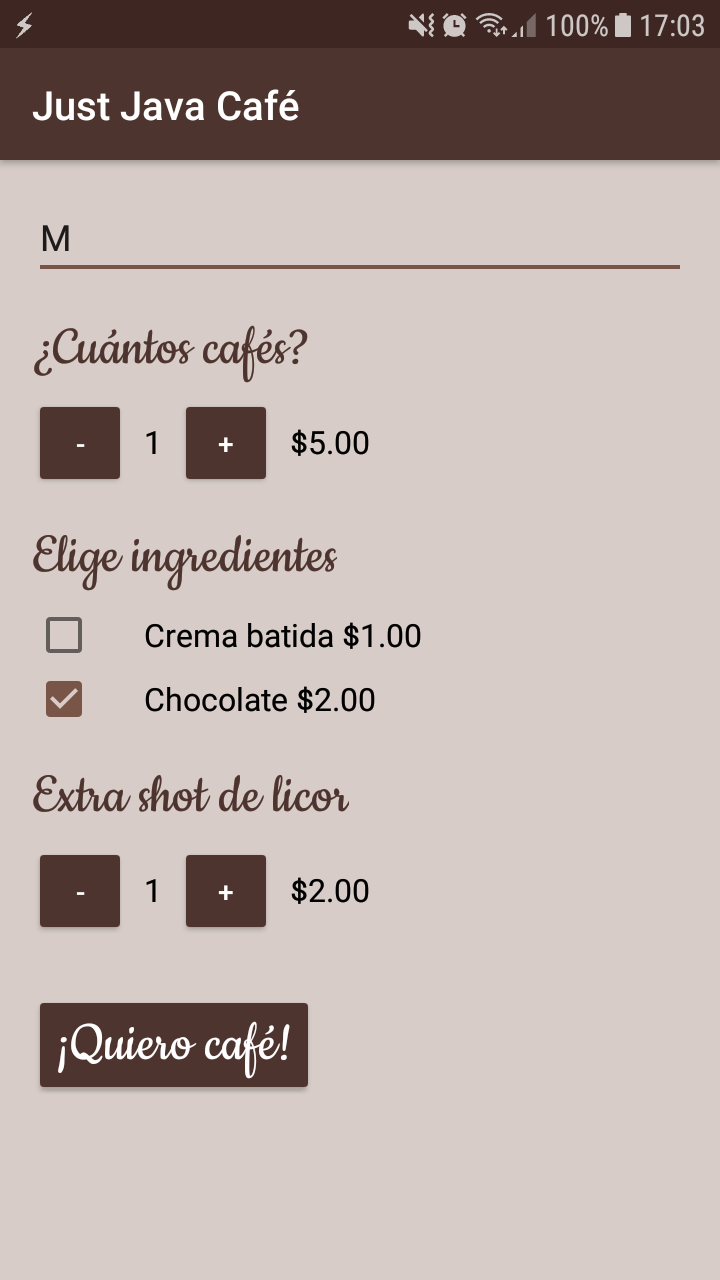 100% 17:03
Just Java Café
M
¿Cuántos cafés?
- 1 + $5.00
Elige ingredientes
Crema batida $1.00
Chocolate $2.00
Extra shot de licor
- 1 + $2.00
¡Quiero café!